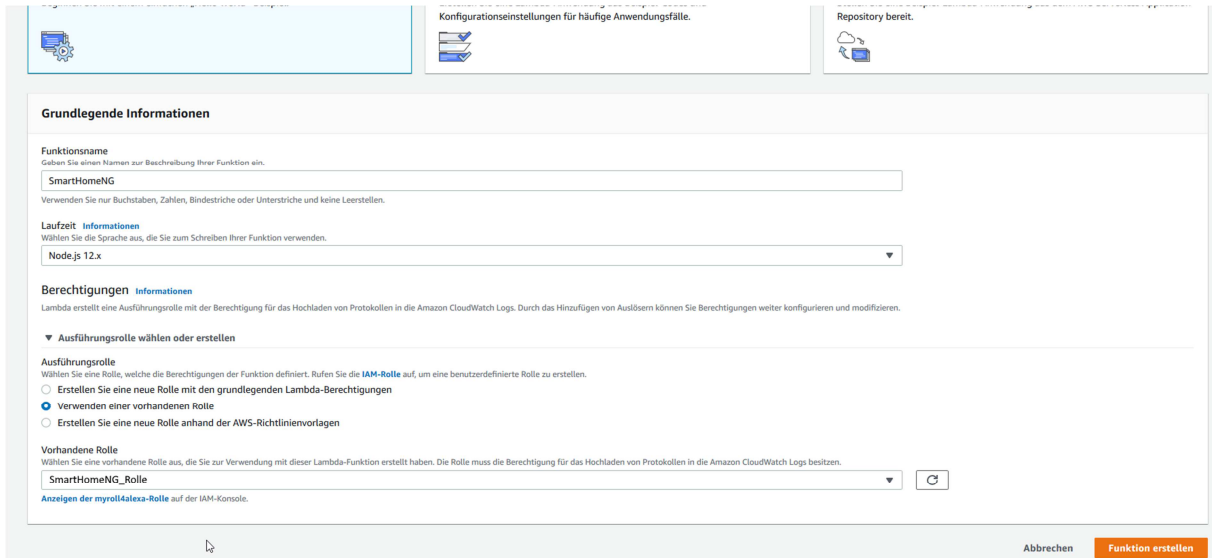 Konfigurationseinstellungen für häufige Anwendungsfälle.
Repository bereit.
Grundlegende Informationen
Funktionsname
Geben Sie einen Namen zur Beschreibung Ihrer Funktion ein.
SmartHomeNG
Verwenden Sie nur Buchstaben, Zahlen, Bindestriche oder Unterstriche und keine Leerstellen.
Laufzeit Informationen
Wählen Sie die Sprache aus, die Sie zum Schreiben Ihrer Funktion verwenden.
Node.js 12.x
Berechtigungen Informationen
Lambda erstellt eine Ausführungsrolle mit der Berechtigung für das Hochladen von Protokollen in die Amazon CloudWatch Logs. Durch das Hinzufügen von Auslösern können Sie Berechtigungen weiter konfigurieren und modifizieren.
Ausführungsrolle wählen oder erstellen
Ausführungsrolle
Wählen Sie eine Rolle, welche die Berechtigungen der Funktion definiert. Rufen Sie die IAM-Rolle auf, um eine benutzerdefinierte Rolle zu erstellen.
Erstellen Sie eine neue Rolle mit den grundlegenden Lambda-Berechtigungen
Verwenden einer vorhandenen Rolle
Erstellen Sie eine neue Rolle anhand der AWS-Richtlinienvorlagen
Vorhandene Rolle
Wählen Sie eine vorhandene Rolle aus, die Sie zur Verwendung mit dieser Lambda-Funktion erstellt haben. Die Rolle muss die Berechtigung für das Hochladen von Protokollen in die Amazon CloudWatch Logs besitzen.
SmartHomeNG_Rolle
Anzeigen der myroll4alexa-Rolle auf der IAM-Konsole.
Abbrechen Funktion erstellen